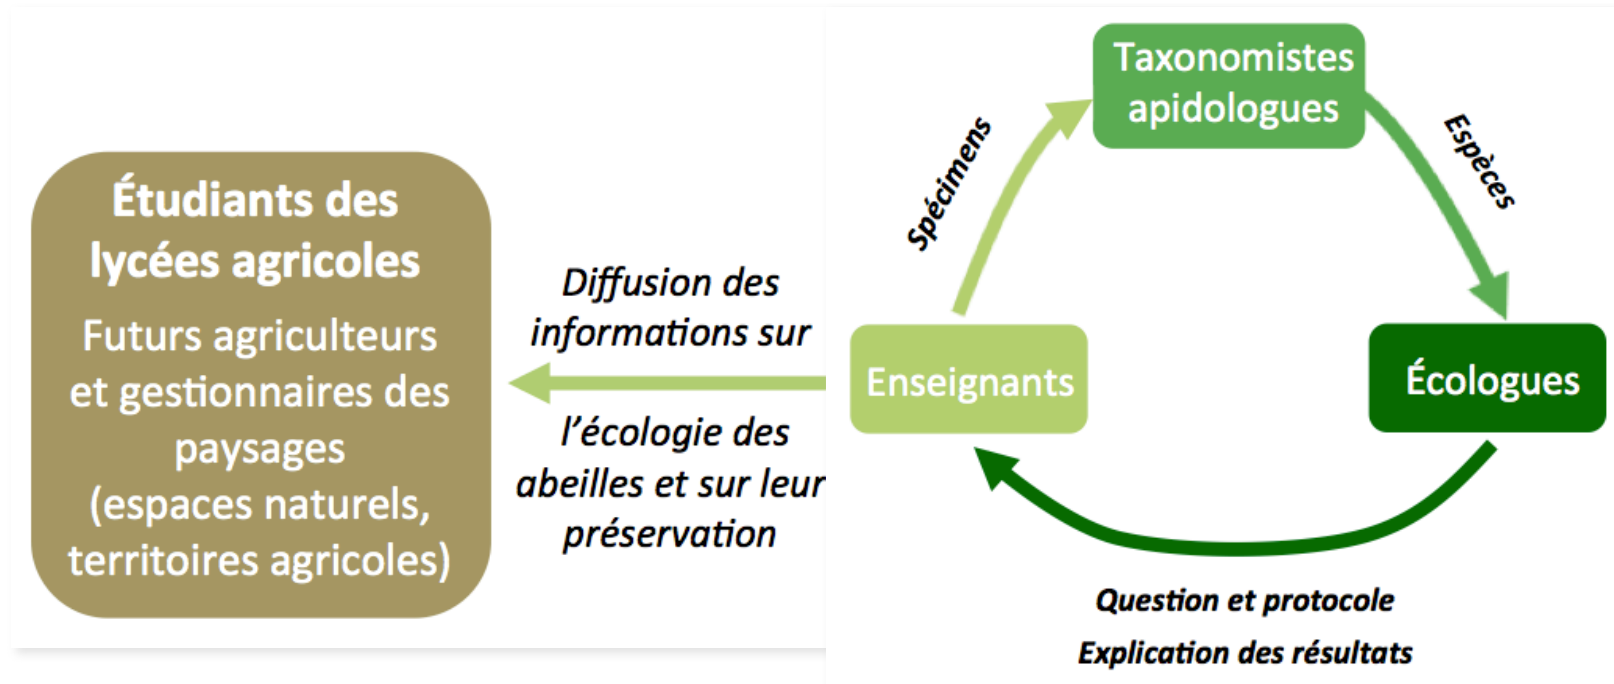 Étudiants des
lycées agricoles
Futurs agriculteurs
et gestionnaires des
paysages
(espaces naturels,
territoires agricoles)
Diffusion des
informations sur
l’écologie des
abeilles et sur leur
préservation
Taxonomistes
apidologues
Spécimens
Espèces
Enseignants
Écologues
Question et protocole
Explication des résultats